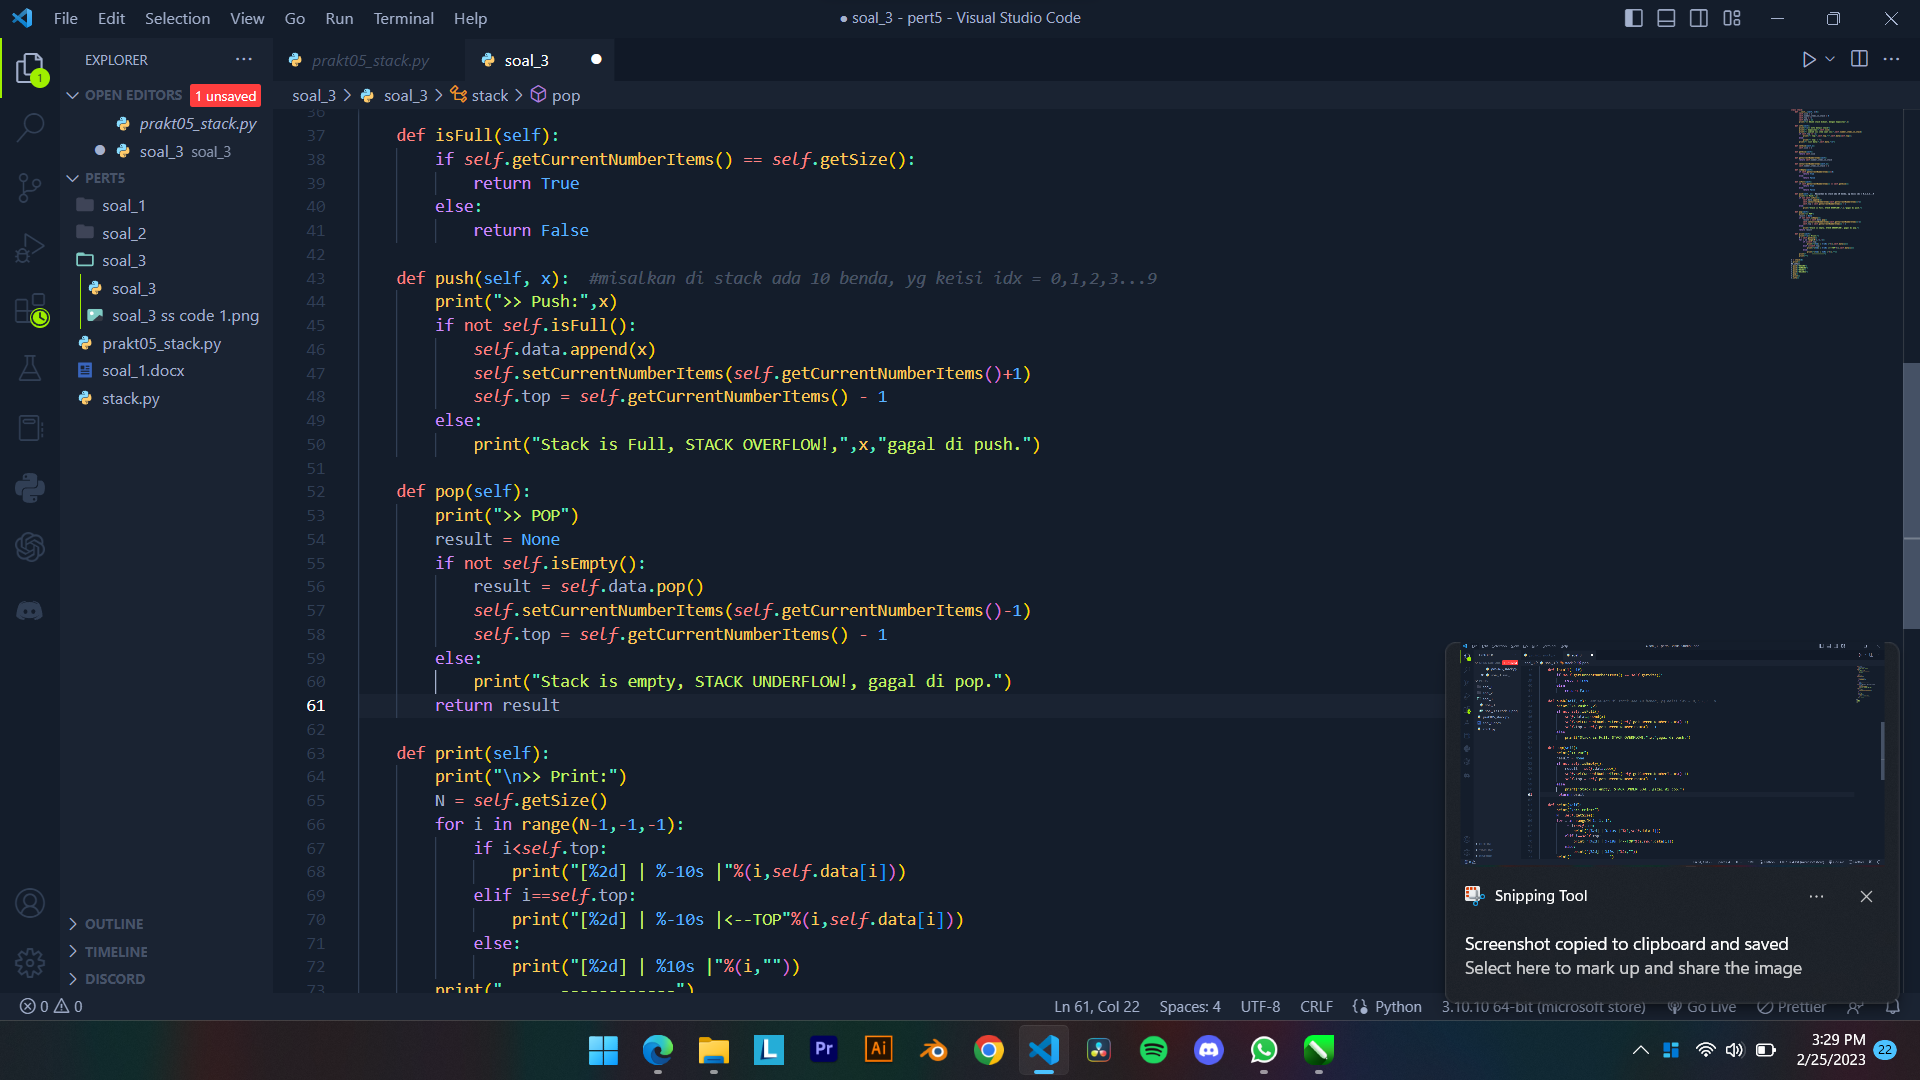 File Edit Selection View Go Run Terminal Help
● soal_3 - pert5 - Visual Studio Code
EXPLORER
OPEN EDITORS 1 unsaved
prakt05_stack.py
soal_3 soal_3
PERT5
soal_1
soal_2
soal_3
soal_3
soal_3 ss code 1.png
prakt05_stack.py
soal_1.docx
stack.py
OUTLINE
TIMELINE
DISCORD
1
prakt05_stack.py
soal_3
soal_3 > soal_3 > stack > pop
36
37 def isFull(self):
38 if self.getCurrentNumberItems() == self.getSize():
39 return True
40 else:
41 return False
42
43 def push(self, x): #misalkan di stack ada 10 benda, yg keisi idx = 0,1,2,3...9
44 print(">> Push:",x)
45 if not self.isFull():
46 self.data.append(x)
47 self.setCurrentNumberItems(self.getCurrentNumberItems()+1)
48 self.top = self.getCurrentNumberItems() - 1
49 else:
50 print("Stack is Full, STACK OVERFLOW!,",x,"gagal di push.")
51
52 def pop(self):
53 print(">> POP")
54 result = None
55 if not self.isEmpty():
56 result = self.data.pop()
57 self.setCurrentNumberItems(self.getCurrentNumberItems()-1)
58 self.top = self.getCurrentNumberItems() - 1
59 else:
60 print("Stack is empty, STACK UNDERFLOW!, gagal di pop.")
61 return result
62
63 def print(self):
64 print("\n>> Print:")
65 N = self.getSize()
66 for i in range(N-1,-1,-1):
67 if i<self.top:
68 print("[%2d] | %-10s |"%(i,self.data[i]))
69 elif i==self.top:
70 print("[%2d] | %-10s |<--TOP"%(i,self.data[i]))
71 else:
72 print("[%2d] | %10s |"%(i,""))
73 print(" ------------")
Snipping Tool
Screenshot copied to clipboard and saved
Select here to mark up and share the image
0 0
Ln 61, Col 22 Spaces: 4 UTF-8 CRLF Python 3.10.10 64-bit (microsoft store) Go Live Prettier
L Pr Ai
3:29 PM
2/25/2023
22